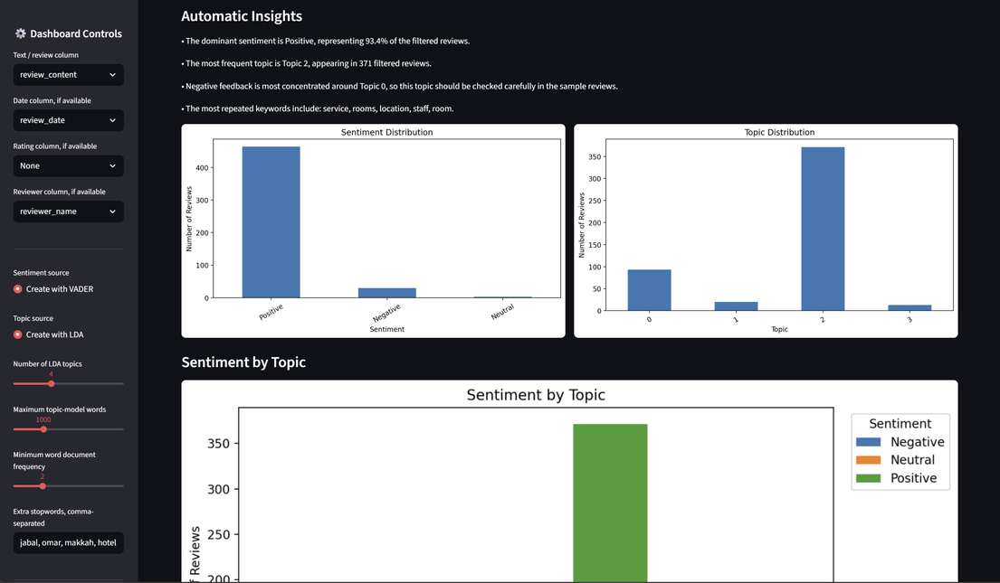 Dashboard Controls
Text / review column
review_content
Date column, if available
review_date
Rating column, if available
None
Reviewer column, if available
reviewer_name
Sentiment source
Create with VADER
Topic source
Create with LDA
Number of LDA topics
4
Maximum topic-model words
1000
Minimum word document
frequency
2
Extra stopwords, comma-
separated
jabal, omar, makkah, hotel
Automatic Insights
• The dominant sentiment is Positive, representing 93.4% of the filtered reviews.
• The most frequent topic is Topic 2, appearing in 371 filtered reviews.
• Negative feedback is most concentrated around Topic 0, so this topic should be checked carefully in the sample reviews.
• The most repeated keywords include: service, rooms, location, staff, room.
Sentiment Distribution
Number of Reviews
400
300
200
100
0
Positive
Negative
Neutral
Sentiment
Topic Distribution
Number of Reviews
350
300
250
200
150
100
50
0
0
1
2
3
Topic
Sentiment by Topic
Sentiment by Topic
350
300
250
200
f Reviews
Sentiment
Negative
Neutral
Positive